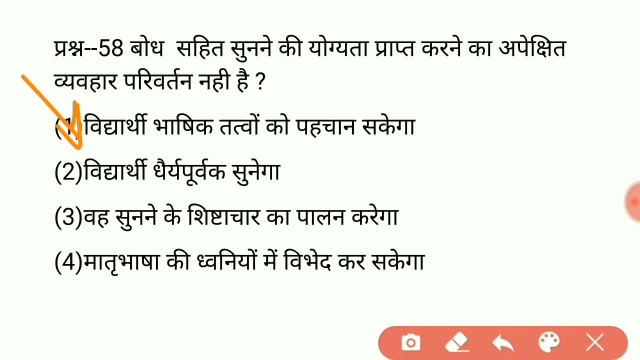 प्रश्न--58 बोध सहित सुनने की योग्यता प्राप्त करने का अपेक्षित
व्यवहार परिवर्तन नही है ?
(1)विद्यार्थी भाषिक तत्वों को पहचान सकेगा
(2)विद्यार्थी धैर्यपूर्वक सुनेगा
(3)वह सुनने के शिष्टाचार का पालन करेगा
(4)मातृभाषा की ध्वनियों में विभेद कर सकेगा